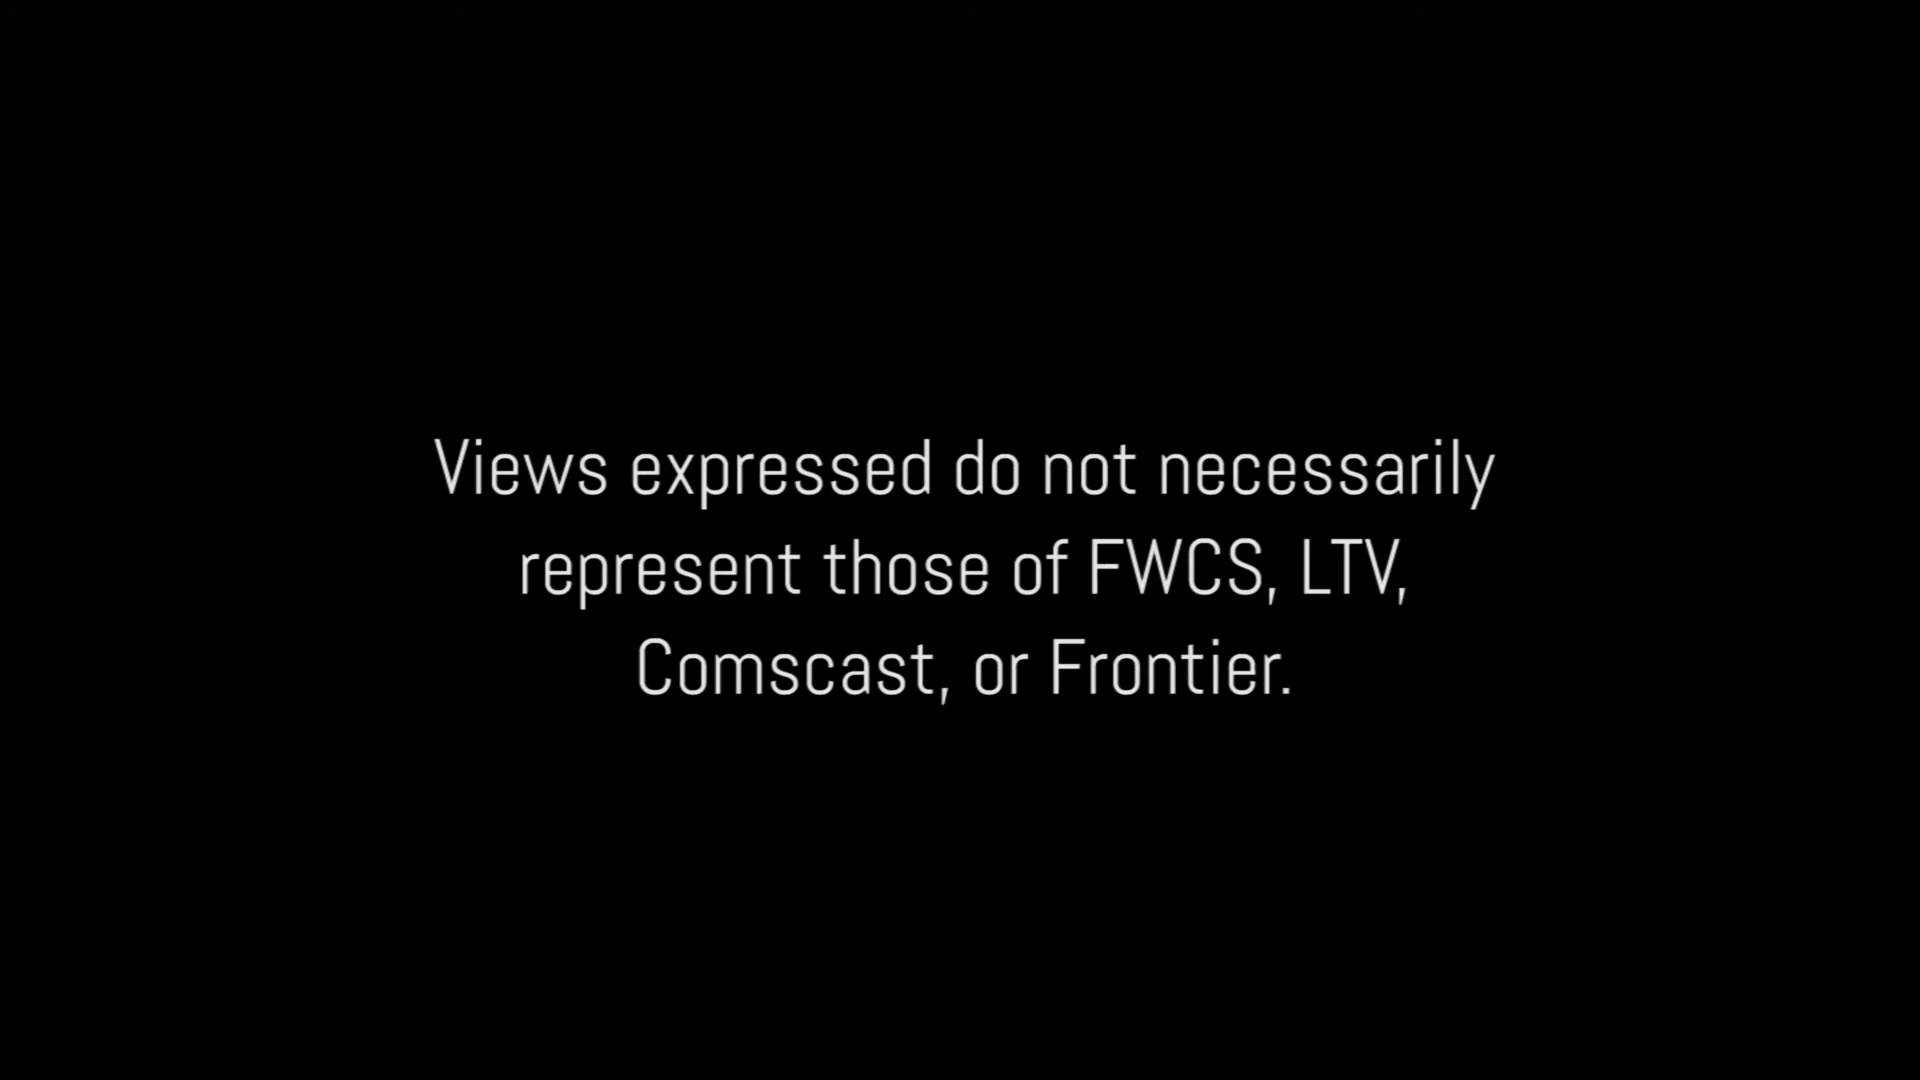 Views expressed do not necessarily
represent those of FWCS, LTV,
Comscast, or Frontier.